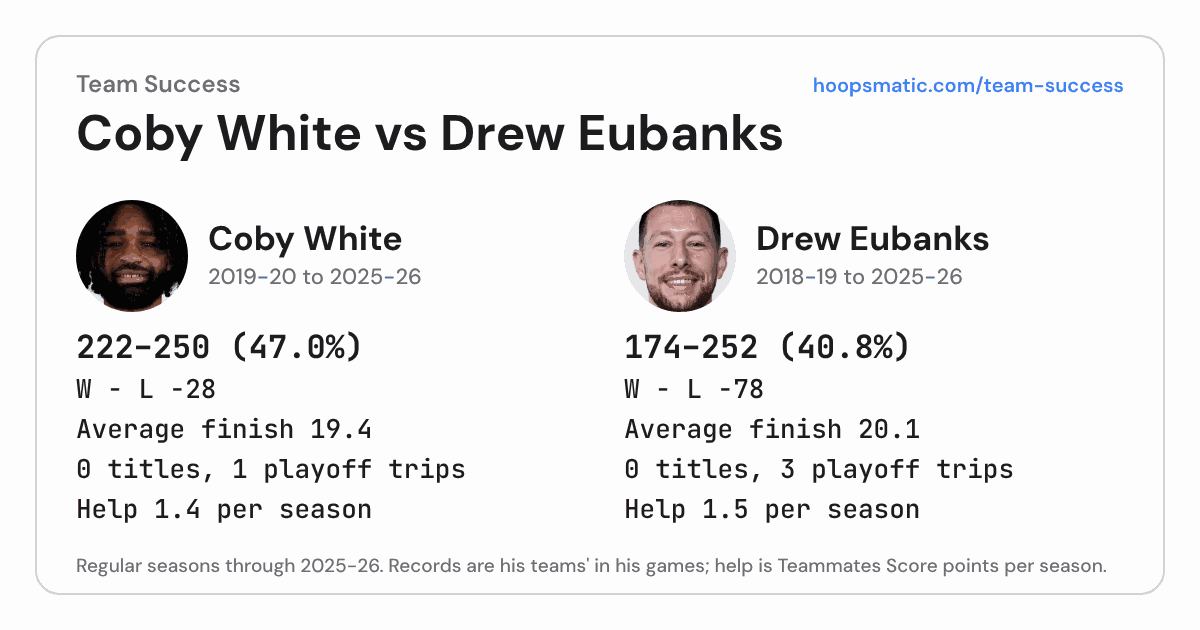 Team Success
hoopsmatic.com/team-success
Coby White vs Drew Eubanks
Coby White
2019-20 to 2025-26
222-250 (47.0%)
W - L -28
Average finish 19.4
0 titles, 1 playoff trips
Help 1.4 per season
Drew Eubanks
2018-19 to 2025-26
174-252 (40.8%)
W - L -78
Average finish 20.1
0 titles, 3 playoff trips
Help 1.5 per season
Regular seasons through 2025-26. Records are his teams' in his games; help is Teammates Score points per season.